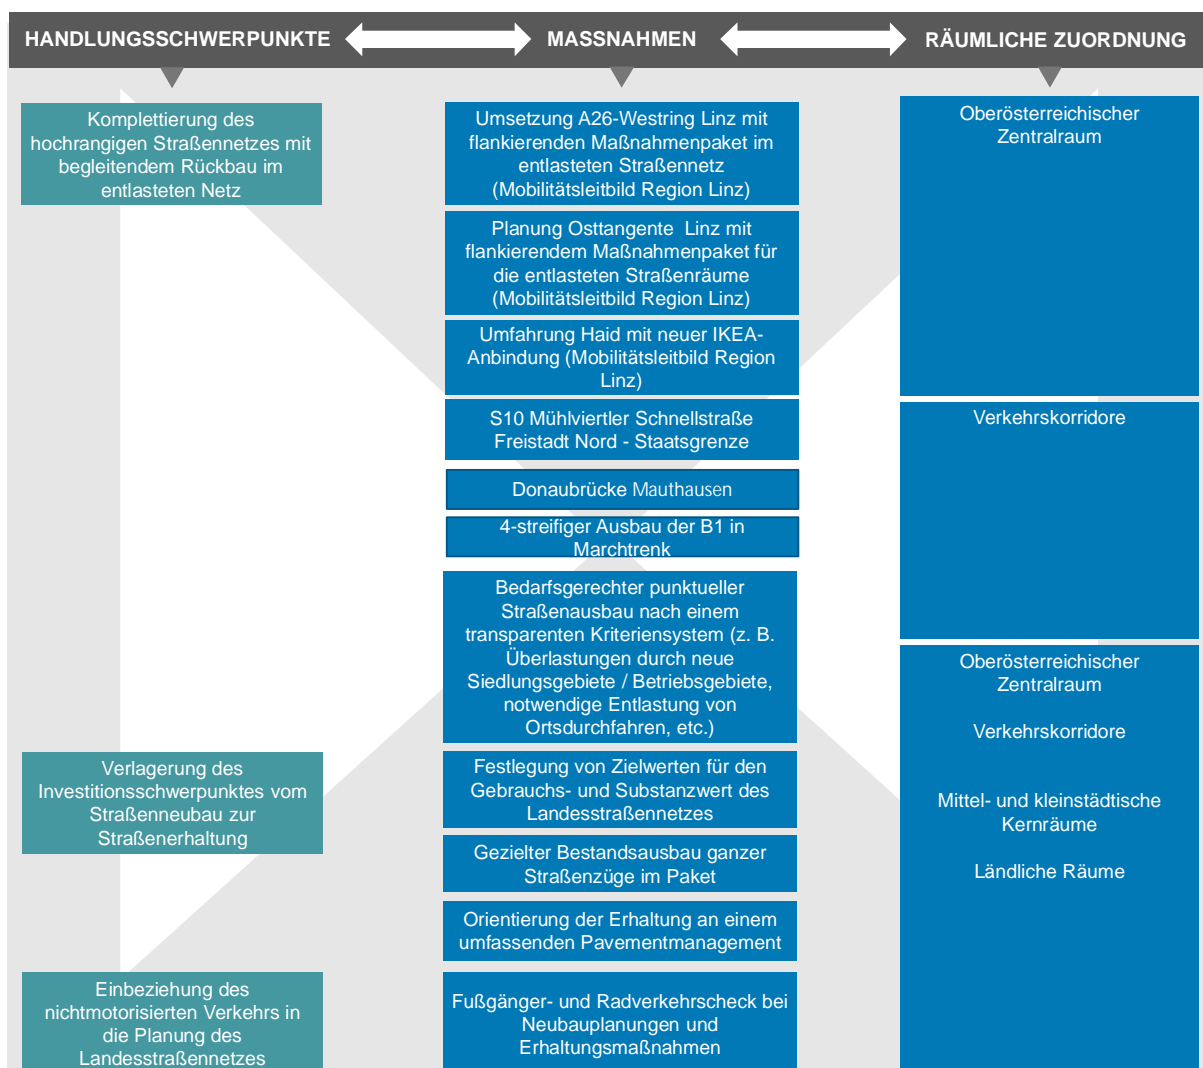 HANDLUNGSSCHWERPUNKTE
MASSNAHMEN
RÄUMLICHE ZUORDNUNG
Komplettierung des
hochrangigen Straßennetzes mit
begleitendem Rückbau im
entlasteten Netz
Verlagerung des
Investitionsschwerpunktes vom
Straßenneubau zur
Straßenerhaltung
Einbeziehung des
nichtmotorisierten Verkehrs in
die Planung des
Landesstraßennetzes
Umsetzung A26-Westring Linz mit
flankierenden Maßnahmenpaket im
entlasteten Straßennetz
(Mobilitätsleitbild Region Linz)
Planung Osttangente Linz mit
flankierendem Maßnahmenpaket für
die entlasteten Straßenräume
(Mobilitätsleitbild Region Linz)
Umfahrung Haid mit neuer IKEA-
Anbindung (Mobilitätsleitbild Region
Linz)
S10 Mühlviertler Schnellstraße
Freistadt Nord - Staatsgrenze
Donaubrücke Mauthausen
4-streifiger Ausbau der B1 in
Marchtrenk
Bedarfsgerechter punktueller
Straßenausbau nach einem
transparenten Kriteriensystem (z. B.
Überlastungen durch neue
Siedlungsgebiete / Betriebsgebiete,
notwendige Entlastung von
Ortsdurchfahren, etc.)
Festlegung von Zielwerten für den
Gebrauchs- und Substanzwert des
Landesstraßennetzes
Gezielter Bestandsausbau ganzer
Straßenzüge im Paket
Orientierung der Erhaltung an einem
umfassenden Pavementmanagement
Fußgänger- und Radverkehrscheck bei
Neubauplanungen und
Erhaltungsmaßnahmen
Oberösterreichischer
Zentralraum
Verkehrskorridore
Oberösterreichischer
Zentralraum
Verkehrskorridore
Mittel- und kleinstädtische
Kernräume
Ländliche Räume